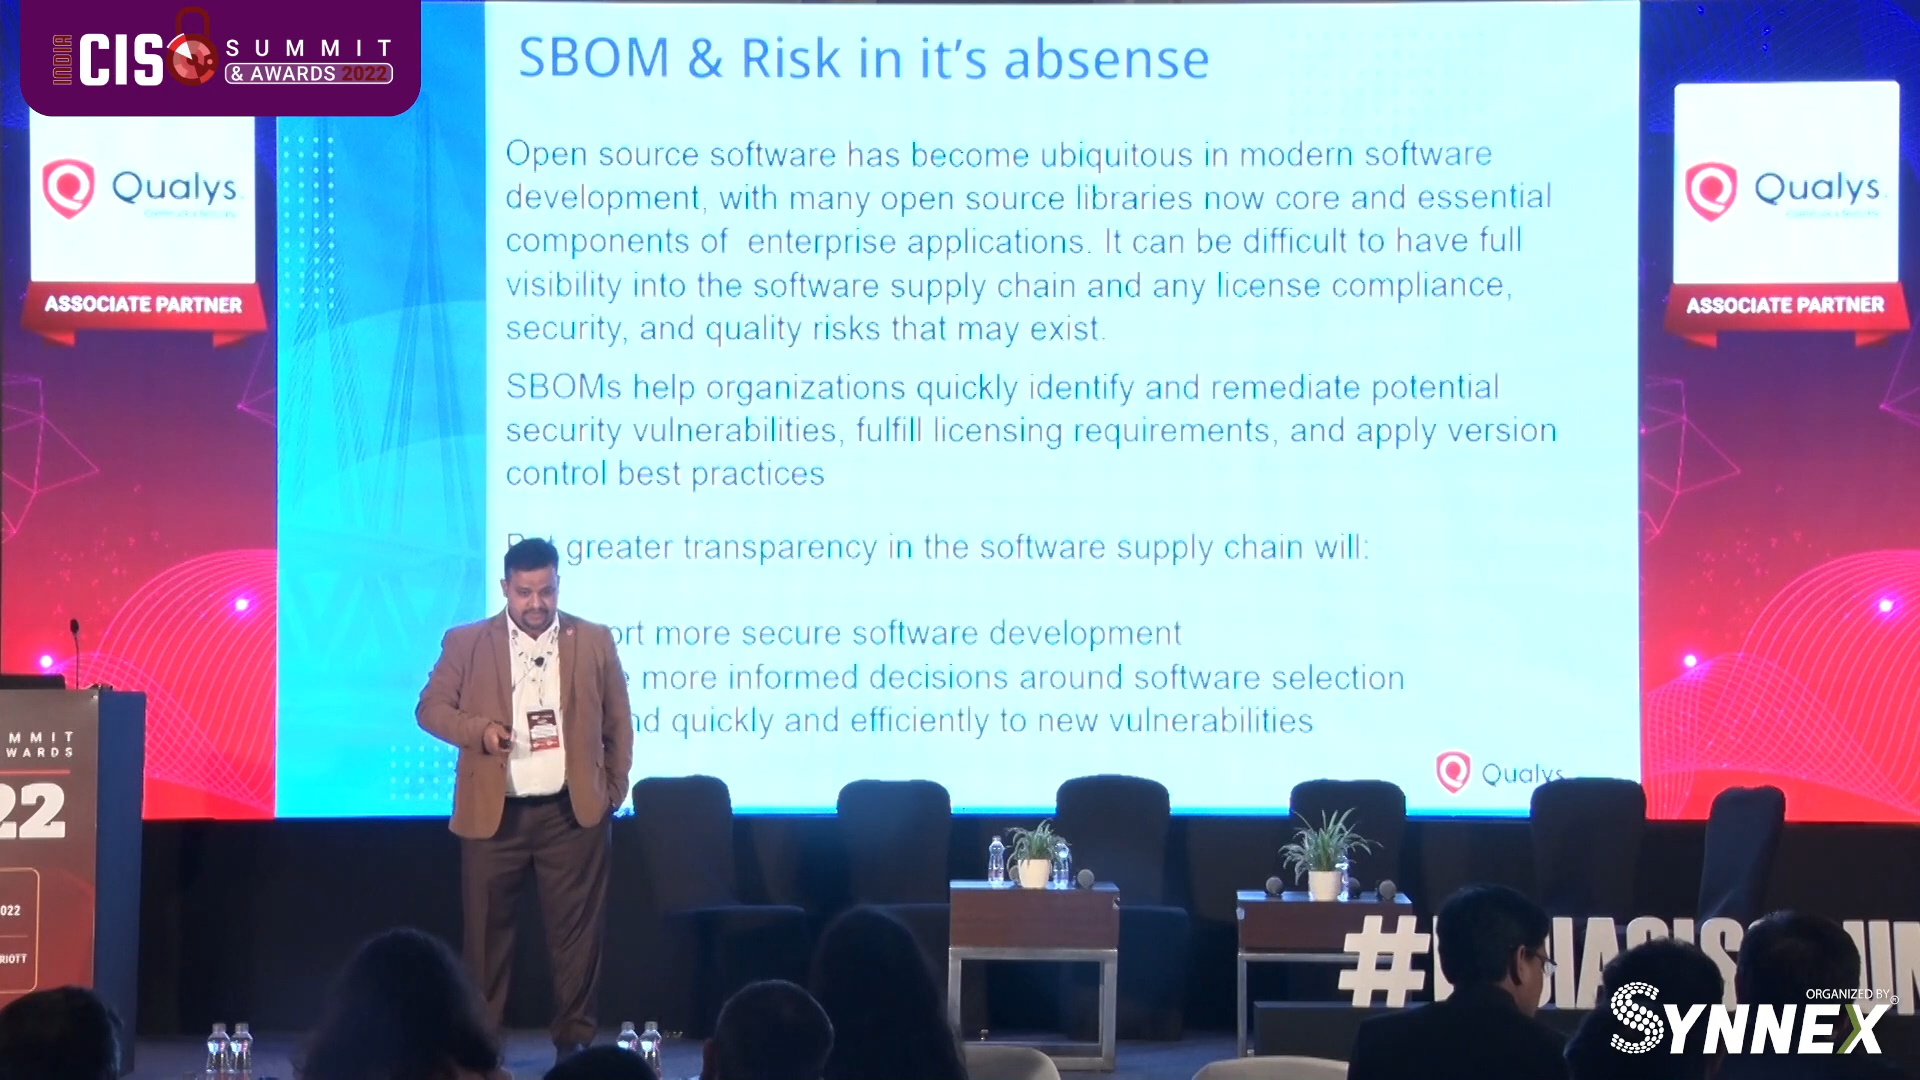 INDIA CISO SUMMIT
& AWARDS 2022
SBOM & Risk in it's absense
Open source software has become ubiquitous in modern software
development, with many open source libraries now core and essential
components of enterprise applications. It can be difficult to have full
visibility into the software supply chain and any license compliance,
security, and quality risks that may exist.
SBOMs help organizations quickly identify and remediate potential
security vulnerabilities, fulfill licensing requirements, and apply version
control best practices
greater transparency in the software supply chain will:
more secure software development
more informed decisions around software selection
quickly and efficiently to new vulnerabilities
Qualys
Qualys.
ASSOCIATE PARTNER
Qualys.
ASSOCIATE PARTNER
MMIT
WARDS
22
022
RIOTT
ORGANIZED BY
SYNNEX